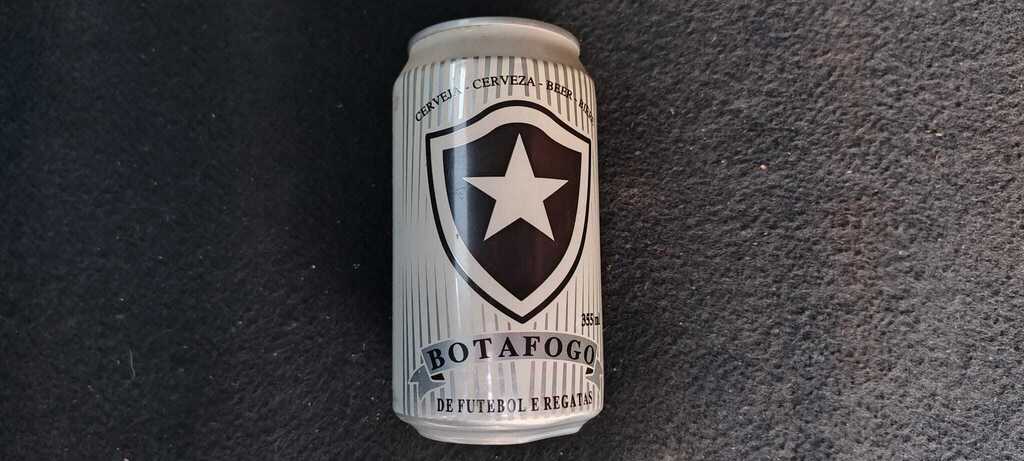 CERVEJA - CERVEZA - BEER -
355 ml
BOTAFOGO
DE FUTEBOL E REGATAS